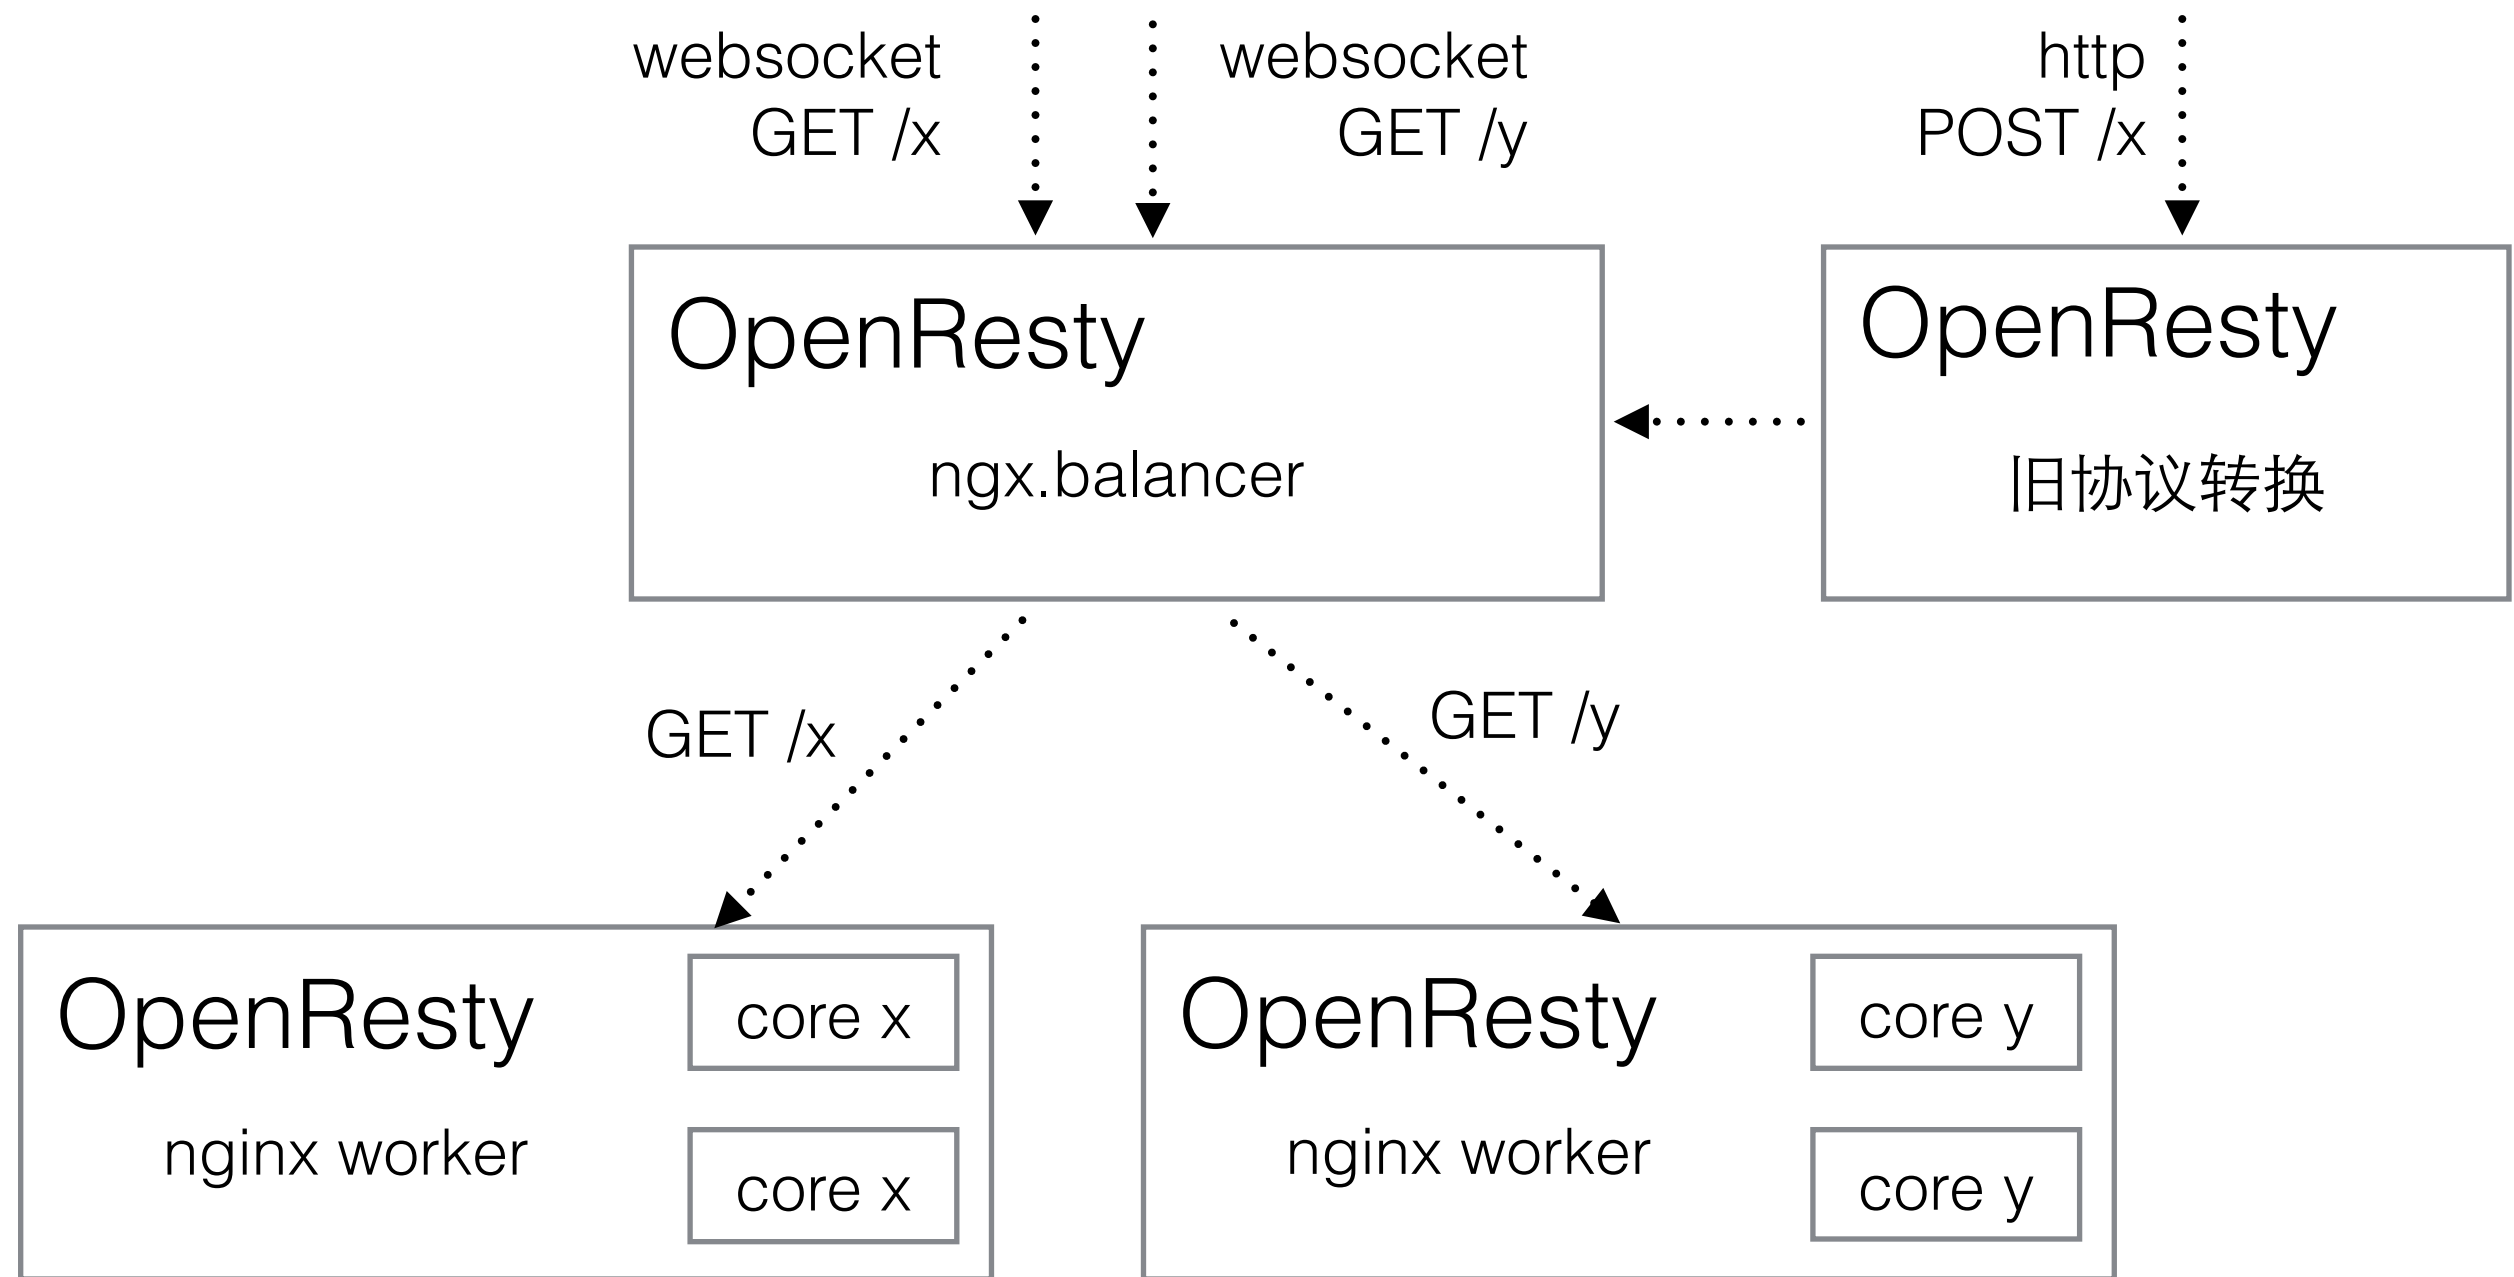 websocket
GET /x
websocket
GET /y
http
POST /x
OpenResty
ngx.balancer
OpenResty
旧协议转换
GET /x
GET /y
OpenResty
nginx worker
core x
core x
OpenResty
nginx worker
core y
core y